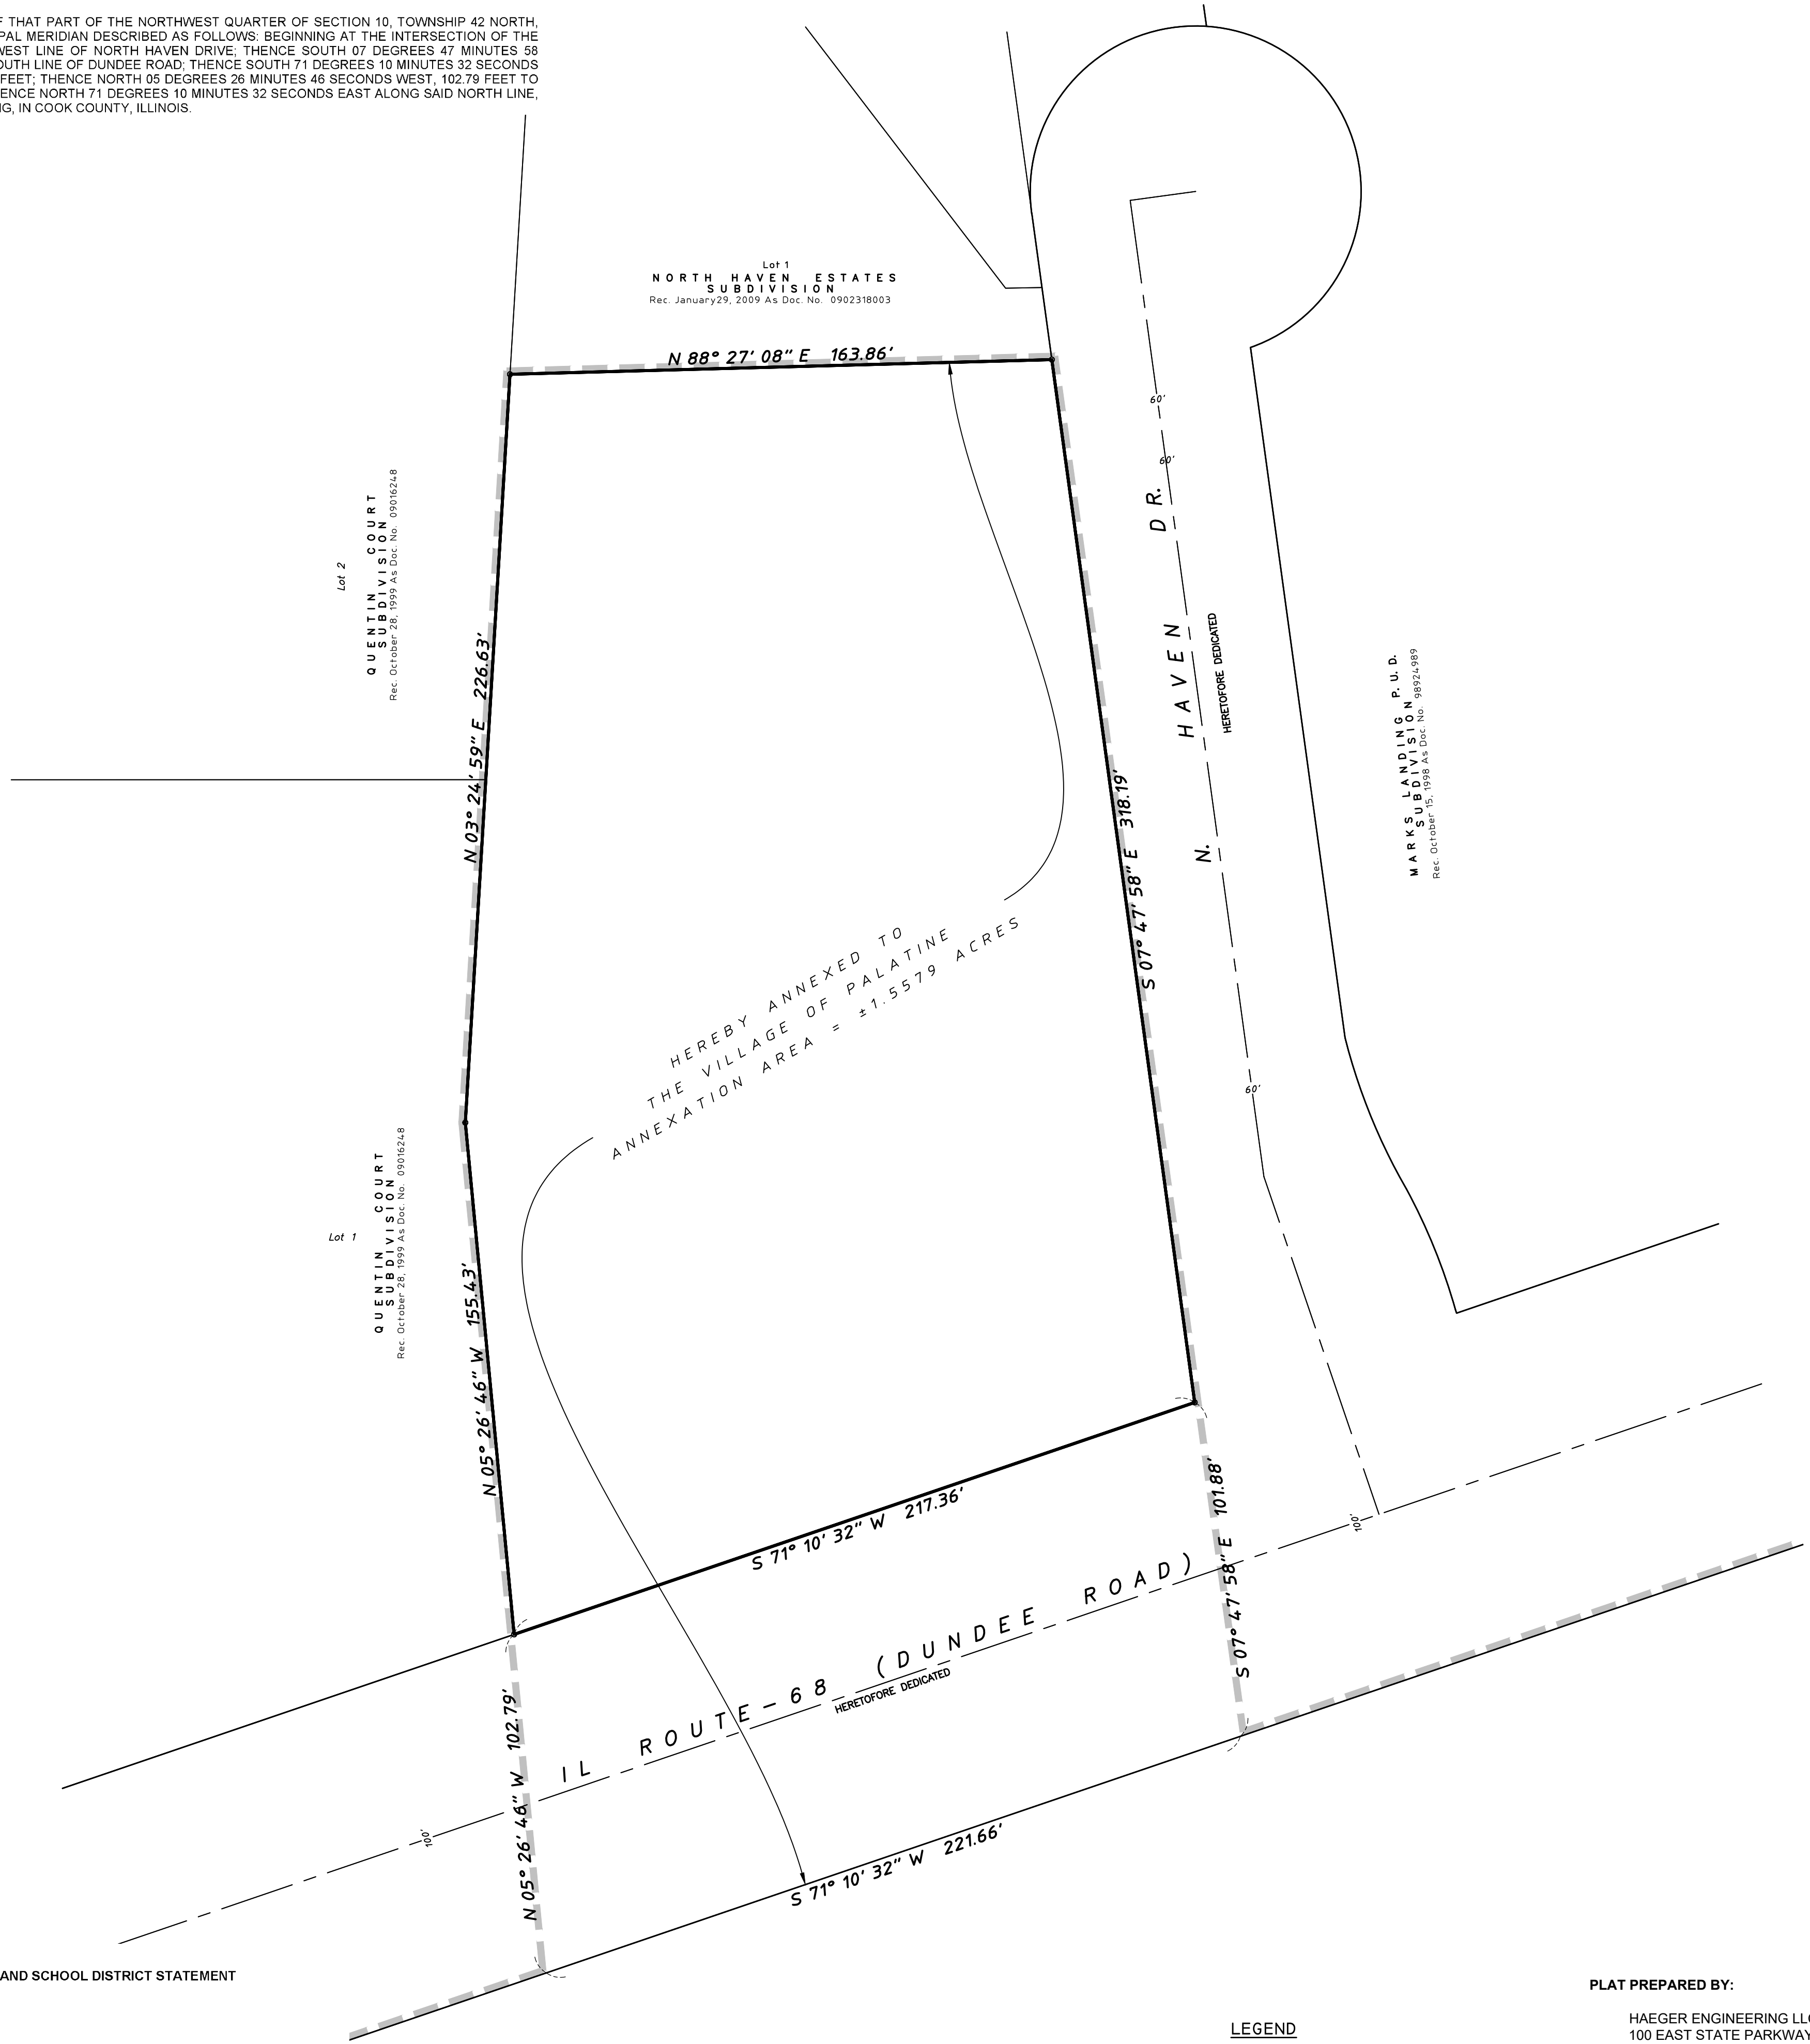 F THAT PART OF THE NORTHWEST QUARTER OF SECTION 10, TOWNSHIP 42 NORTH,
PAL MERIDIAN DESCRIBED AS FOLLOWS: BEGINNING AT THE INTERSECTION OF THE
WEST LINE OF NORTH HAVEN DRIVE; THENCE SOUTH 07 DEGREES 47 MINUTES 58
OUTH LINE OF DUNDEE ROAD; THENCE SOUTH 71 DEGREES 10 MINUTES 32 SECONDS
FEET; THENCE NORTH 05 DEGREES 26 MINUTES 46 SECONDS WEST, 102.79 FEET TO
ENCE NORTH 71 DEGREES 10 MINUTES 32 SECONDS EAST ALONG SAID NORTH LINE,
G, IN COOK COUNTY, ILLINOIS.
Lot 1
NORTH HAVEN ESTATES
SUBDIVISION
Rec. January29, 2009 As Doc. No. 0902318003
N 88° 27' 08" E 163.86'
60'
60'
Lot 2
QUENTIN COURT
SUBDIVISION
Rec. October 28, 1999 As Doc. No. 09016248
N 03° 24' 59" E 226.63'
S 07° 47' 58" E 318.19'
N. HAVEN DR.
HERETOFORE DEDICATED
MARKS LANDING P.U.D.
SUBDIVISION
Rec. October 15, 1998 As Doc. No. 98924989
HEREBY ANNEXED TO
THE VILLAGE OF PALATINE
ANNEXATION AREA = ±1.5579 ACRES
60'
Lot 1
QUENTIN COURT
SUBDIVISION
Rec. October 28, 1999 As Doc. No. 09016248
N 05° 26' 46" W 155.43'
S 71° 10' 32" W 217.36'
S 07° 47' 58" E 101.88'
100'
IL ROUTE-68 (DUNDEE ROAD)
HERETOFORE DEDICATED
N 05° 26' 46" W 102.79'
100'
S 71° 10' 32" W 221.66'
AND SCHOOL DISTRICT STATEMENT
PLAT PREPARED BY:
HAEGER ENGINEERING LL
100 EAST STATE PARKWAY
LEGEND